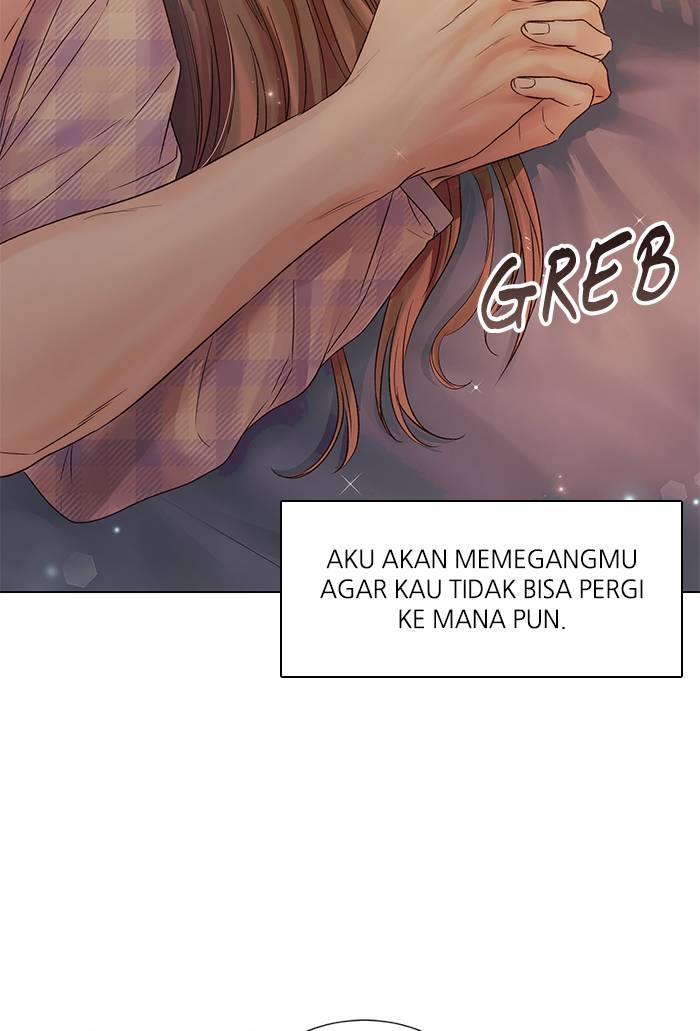 GREB
AKU AKAN MEMEGANGMU
AGAR KAU TIDAK BISA PERGI
KE MANA PUN.